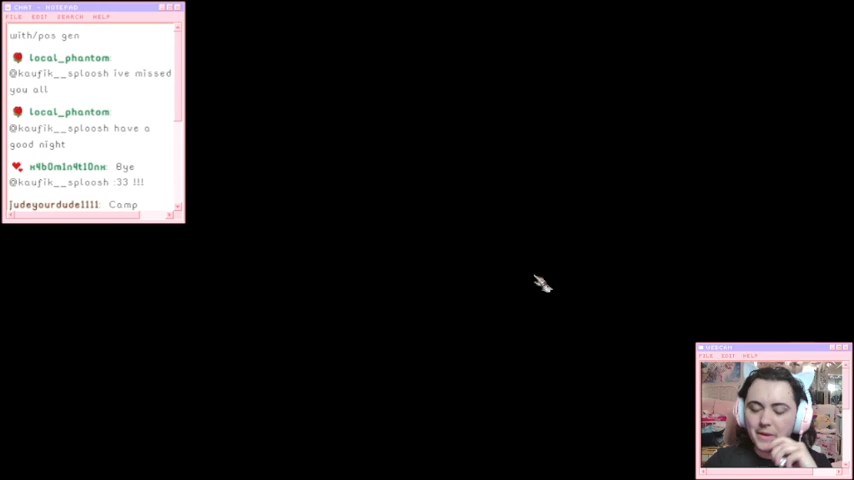 CHAT - NOTEPAD
FILE EDIT SEARCH HELP
with/pos gen
local_phantom:
@kaufik__sploosh ive missed
you all
local_phantom:
@kaufik__sploosh have a
good night
x4b0m1n4t10nx: Bye
@kaufik__sploosh :33 !!!
judeyourdude1111: Camp
WEBCAM
FILE EDIT HELP